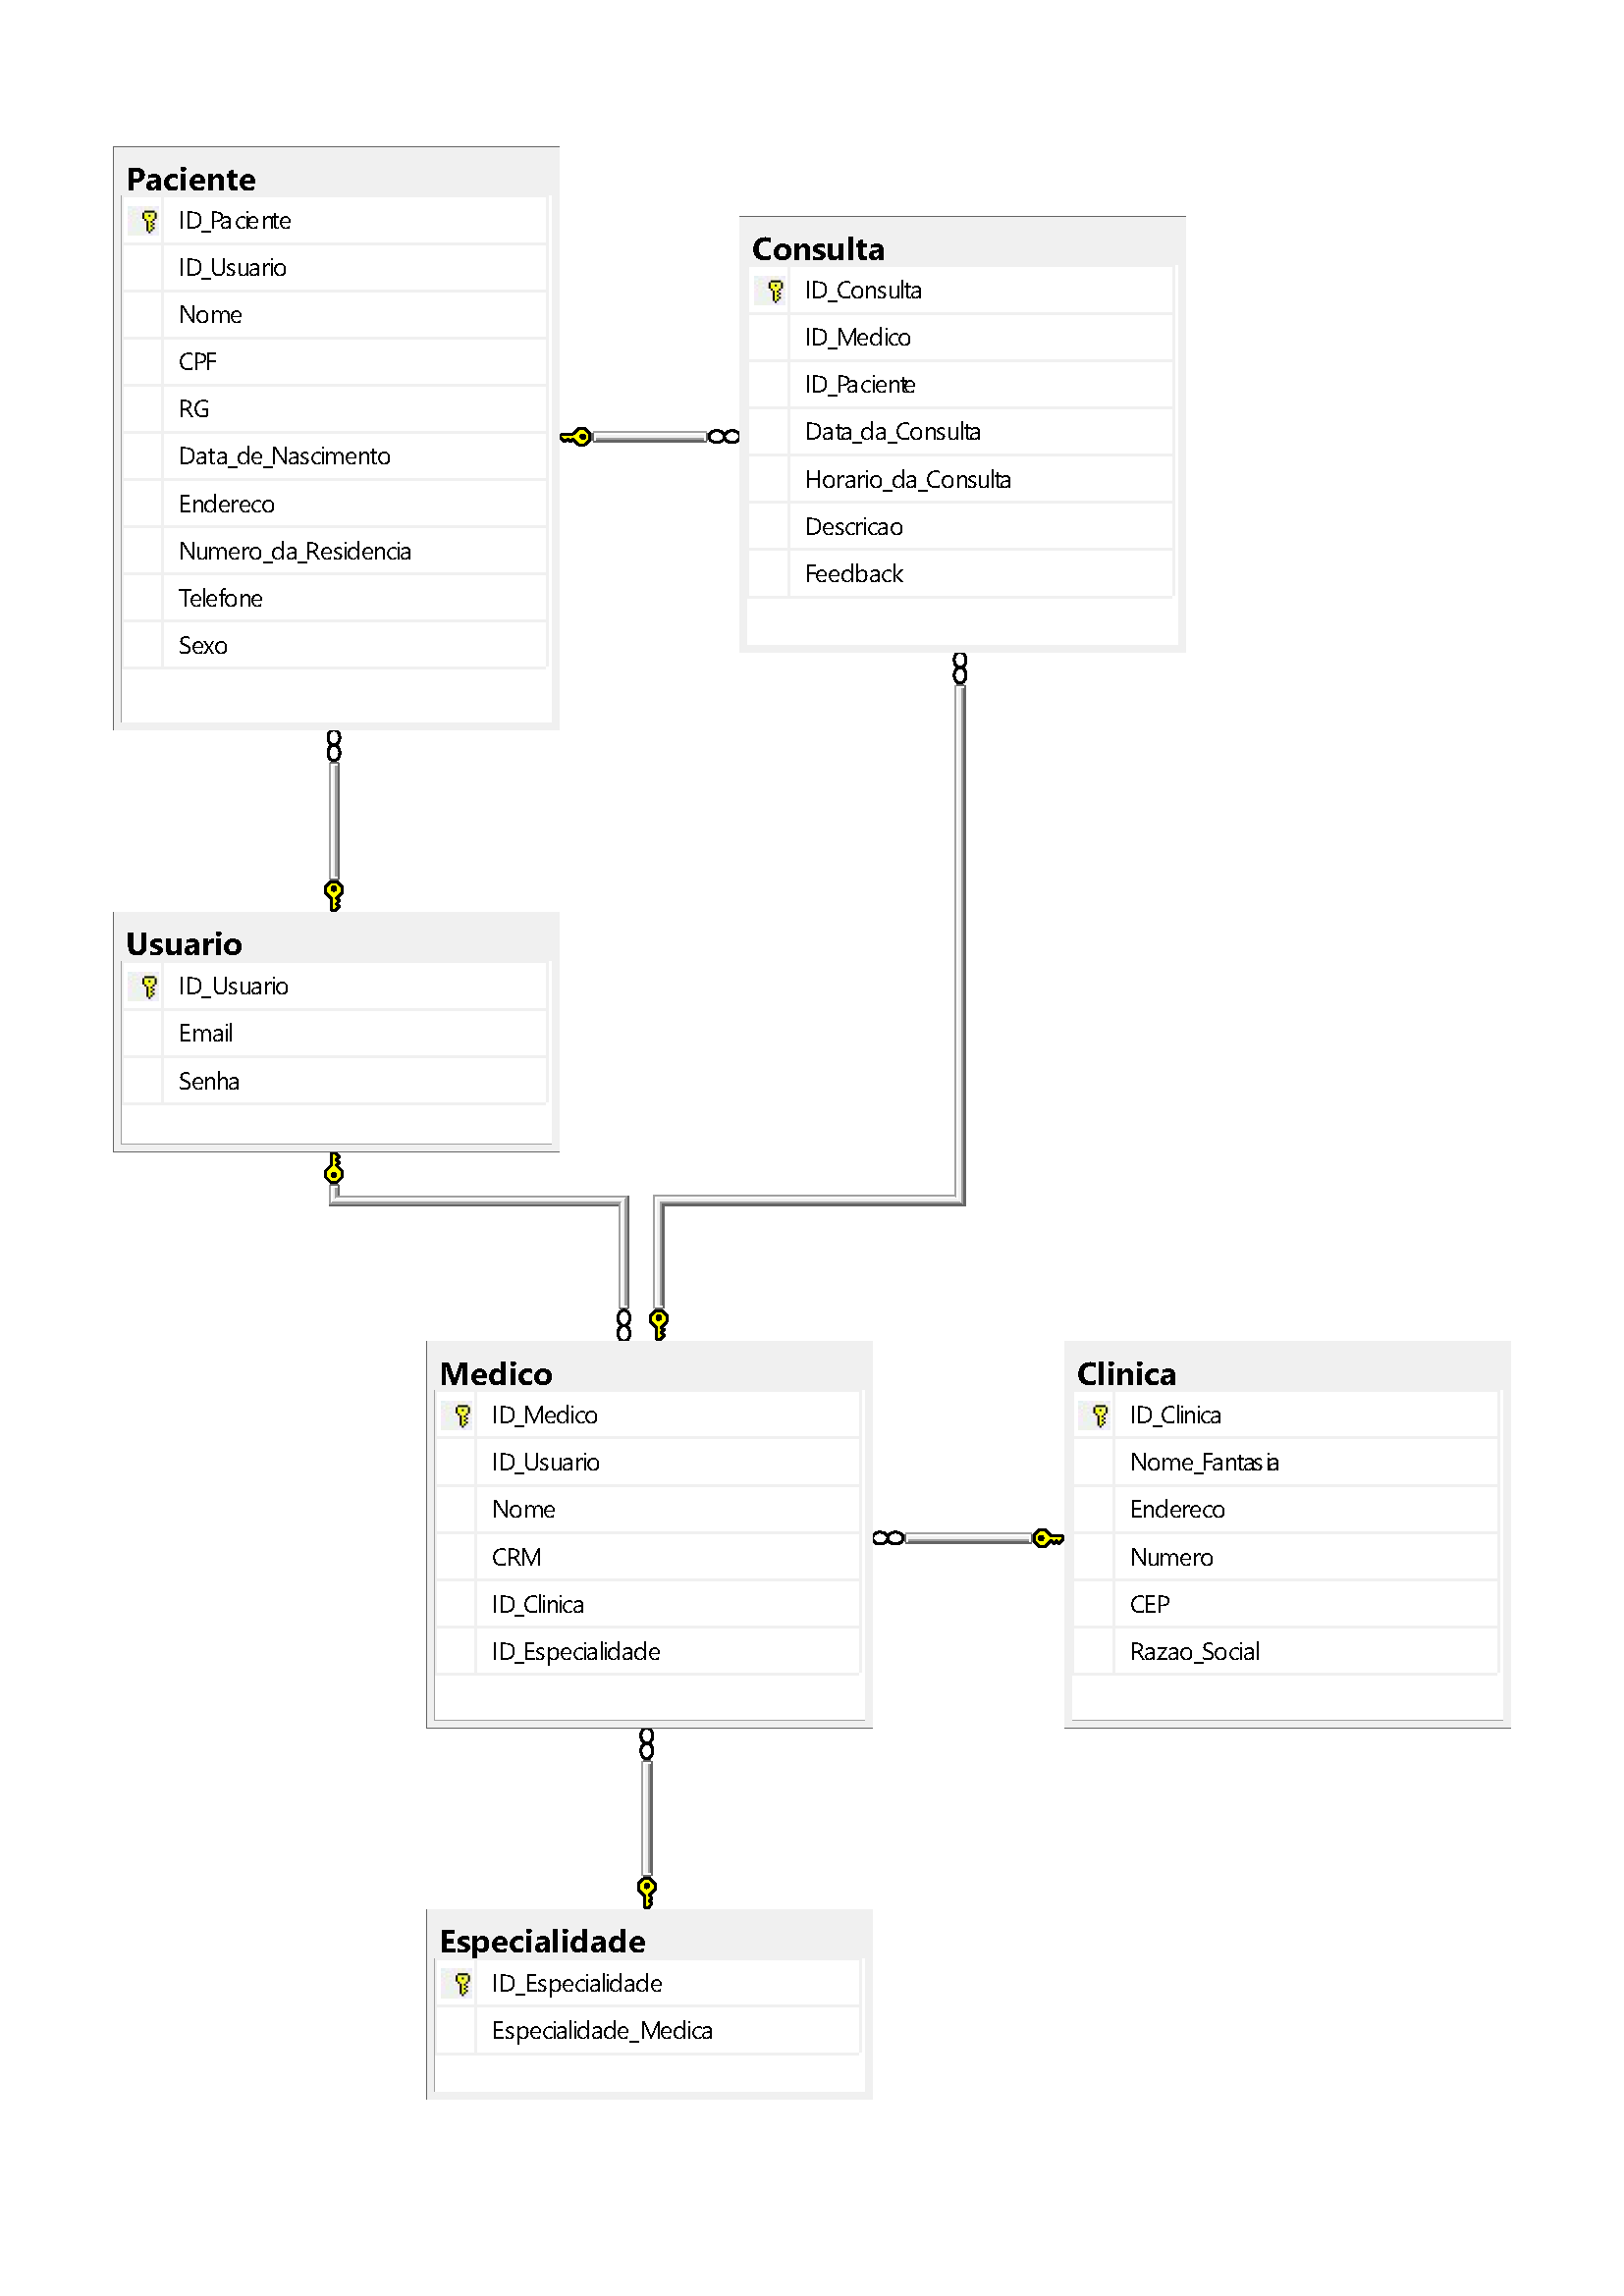 Paciente
ID_Paciente
ID_Usuario
Nome
CPF
RG
Data_de_Nascimento
Endereco
Numero_da_Residencia
Telefone
Sexo
Consulta
ID_Consulta
ID_Medico
ID_Paciente
Data_da_Consulta
Horario_da_Consulta
Descricao
Feedback
Usuario
ID_Usuario
Email
Senha
Medico
ID_Medico
ID_Usuario
Nome
CRM
ID_Clinica
ID_Especialidade
Clinica
ID_Clinica
Nome_Fantasia
Endereco
Numero
CEP
Razao_Social
Especialidade
ID_Especialidade
Especialidade_Medica